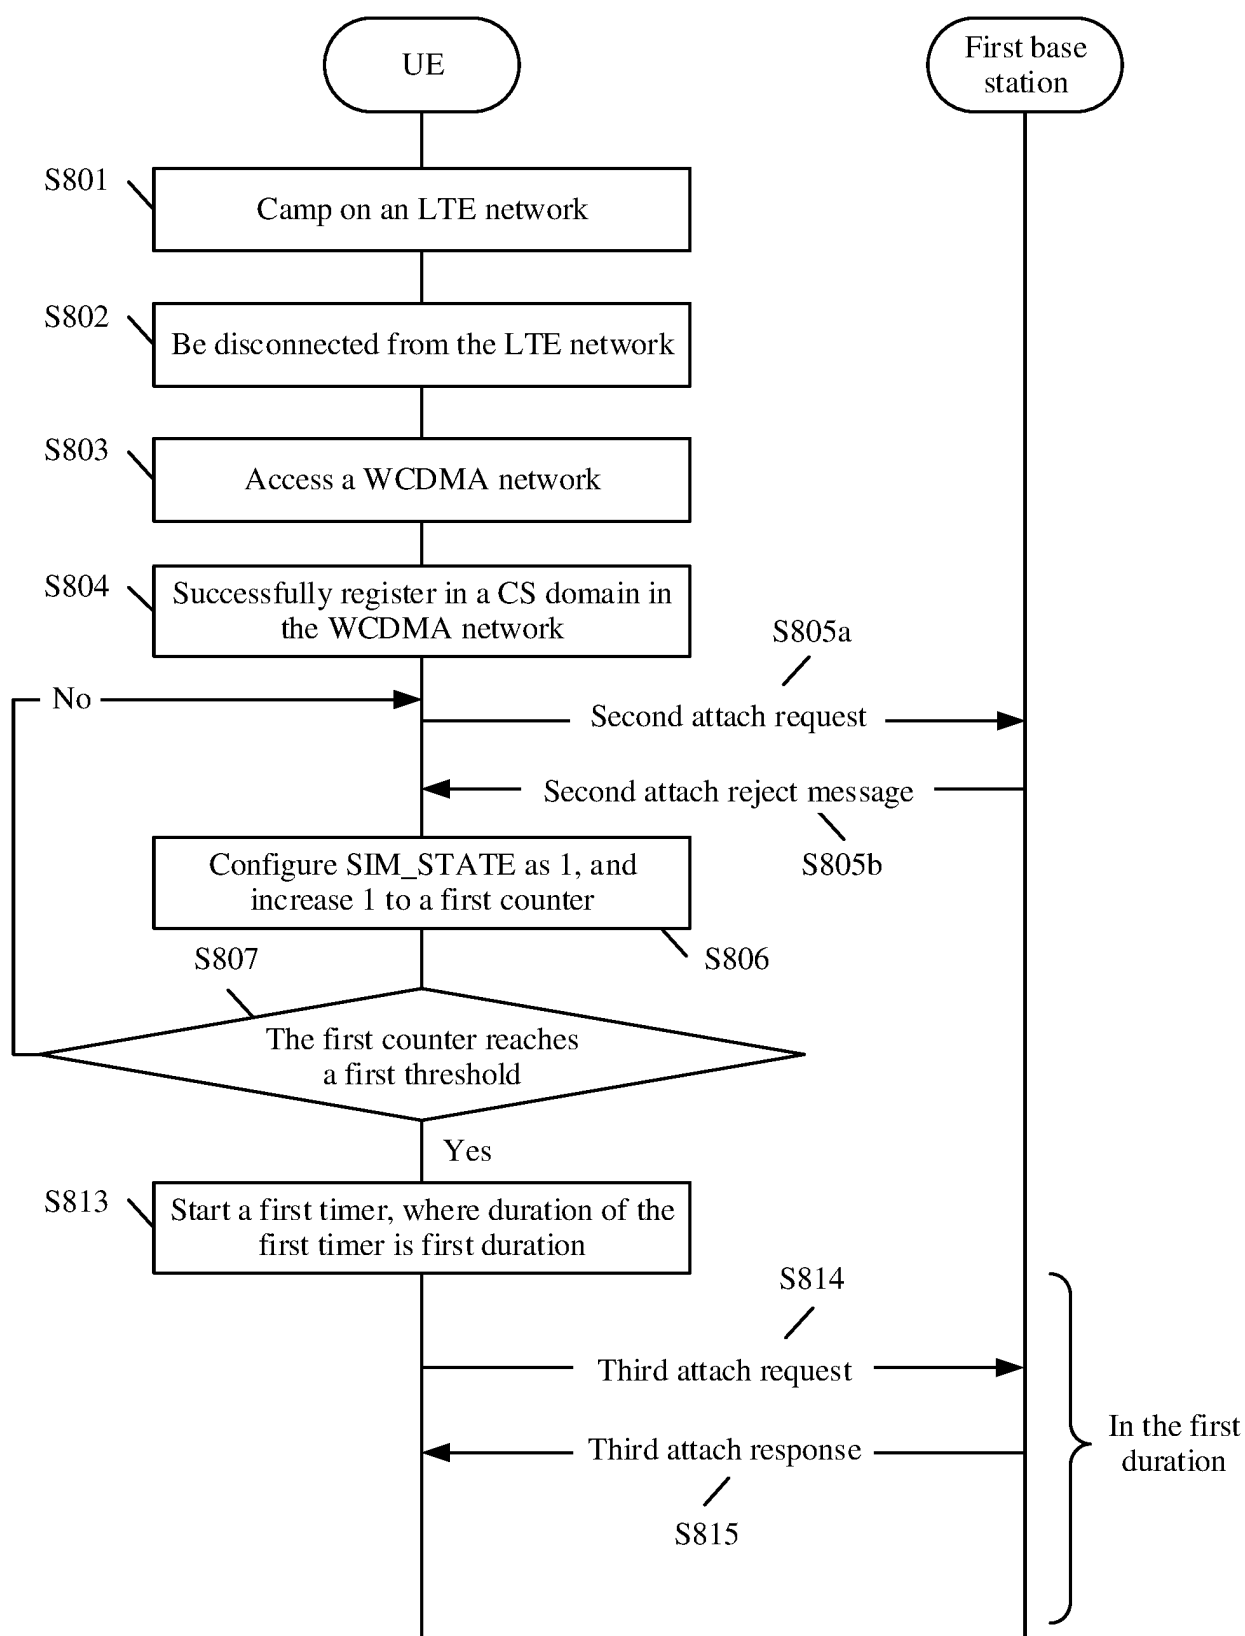 UE
First base
station
S801
Camp on an LTE network
S802
Be disconnected from the LTE network
S803
Access a WCDMA network
S804
Successfully register in a CS domain in
the WCDMA network
S805a
No
Second attach request
Second attach reject message
S805b
Configure SIM_STATE as 1, and
increase 1 to a first counter
S806
S807
The first counter reaches
a first threshold
Yes
S813
Start a first timer, where duration of the
first timer is first duration
S814
Third attach request
Third attach response
S815
In the first
duration